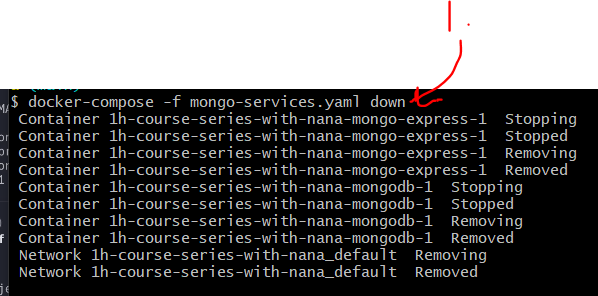 1.
$ docker-compose -f mongo-services.yaml down
Container 1h-course-series-with-nana-mongo-express-1  Stopping
Container 1h-course-series-with-nana-mongo-express-1  Stopped
Container 1h-course-series-with-nana-mongo-express-1  Removing
Container 1h-course-series-with-nana-mongo-express-1  Removed
Container 1h-course-series-with-nana-mongodb-1  Stopping
Container 1h-course-series-with-nana-mongodb-1  Stopped
Container 1h-course-series-with-nana-mongodb-1  Removing
Container 1h-course-series-with-nana-mongodb-1  Removed
Network 1h-course-series-with-nana_default  Removing
Network 1h-course-series-with-nana_default  Removed